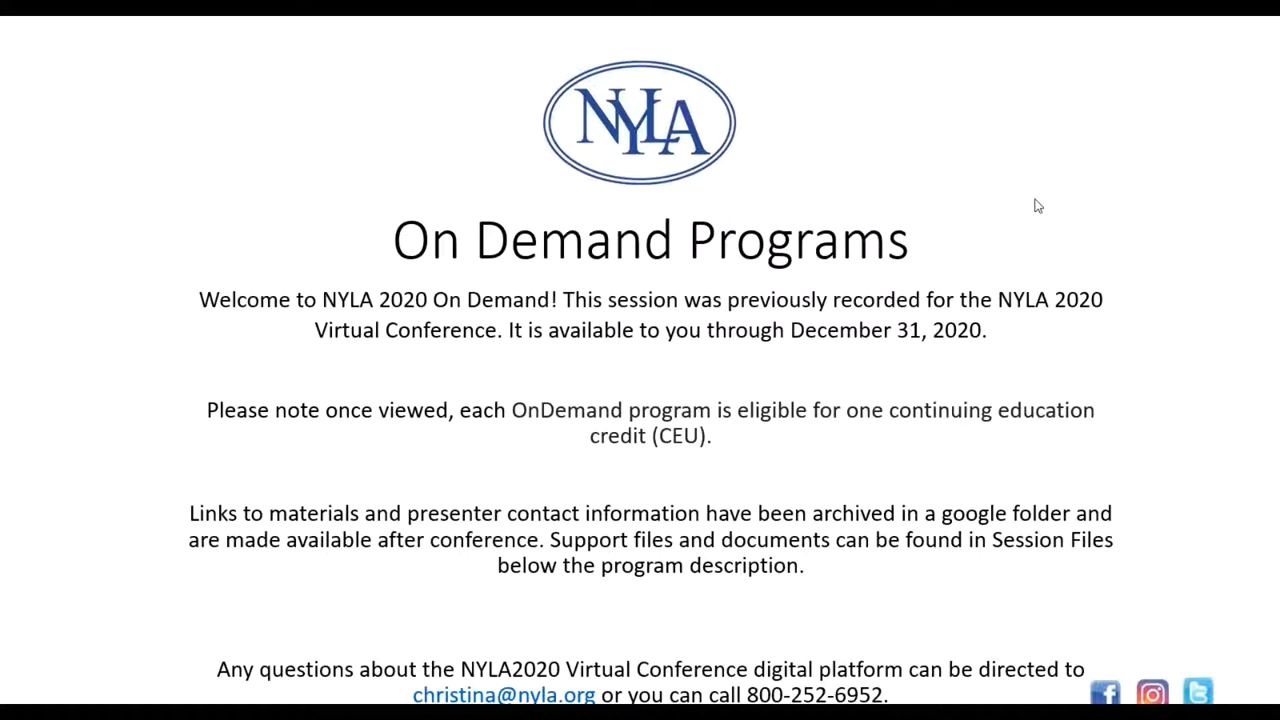 NYLA
On Demand Programs
Welcome to NYLA 2020 On Demand! This session was previously recorded for the NYLA 2020
Virtual Conference. It is available to you through December 31, 2020.
Please note once viewed, each OnDemand program is eligible for one continuing education
credit (CEU).
Links to materials and presenter contact information have been archived in a google folder and
are made available after conference. Support files and documents can be found in Session Files
below the program description.
Any questions about the NYLA2020 Virtual Conference digital platform can be directed to
christina@nyla.org or you can call 800-252-6952.